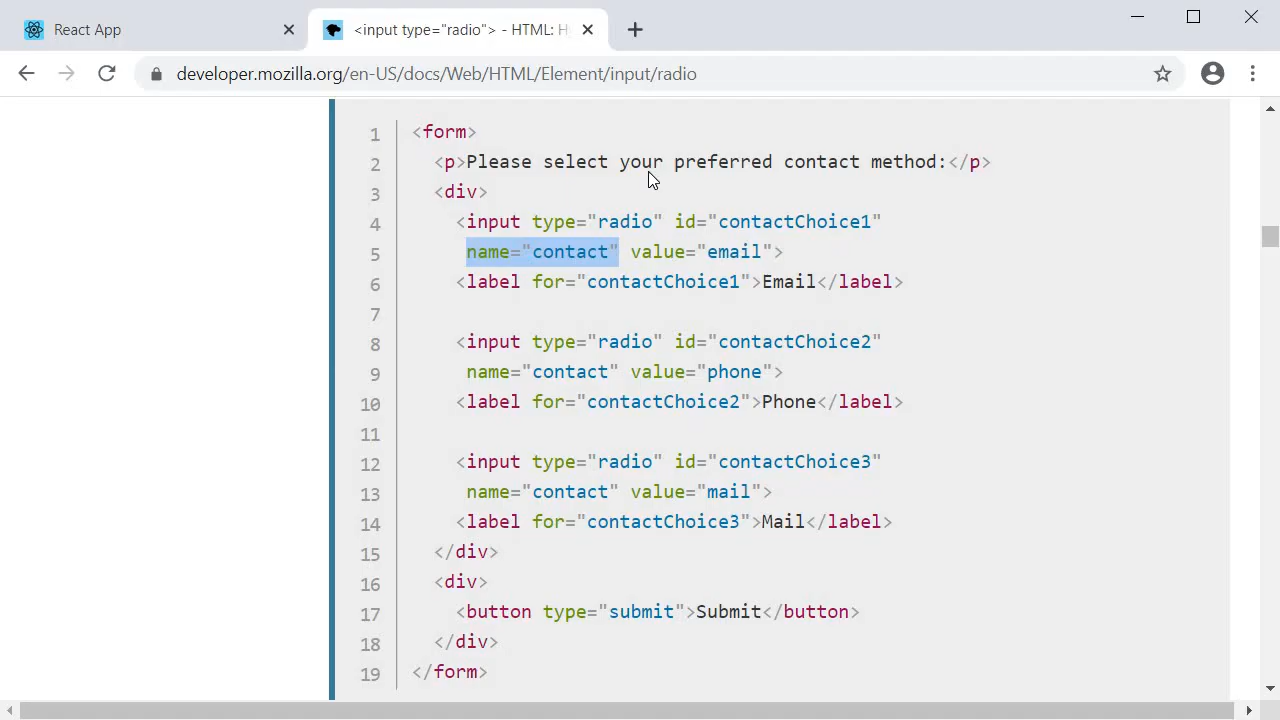 React App
<input type="radio"> - HTML: H
developer.mozilla.org/en-US/docs/Web/HTML/Element/input/radio
1 <form>
2 <p>Please select your preferred contact method:</p>
3 <div>
4 <input type="radio" id="contactChoice1"
5 name="contact" value="email">
6 <label for="contactChoice1">Email</label>
7
8 <input type="radio" id="contactChoice2"
9 name="contact" value="phone">
10 <label for="contactChoice2">Phone</label>
11
12 <input type="radio" id="contactChoice3"
13 name="contact" value="mail">
14 <label for="contactChoice3">Mail</label>
15 </div>
16 <div>
17 <button type="submit">Submit</button>
18 </div>
19 </form>